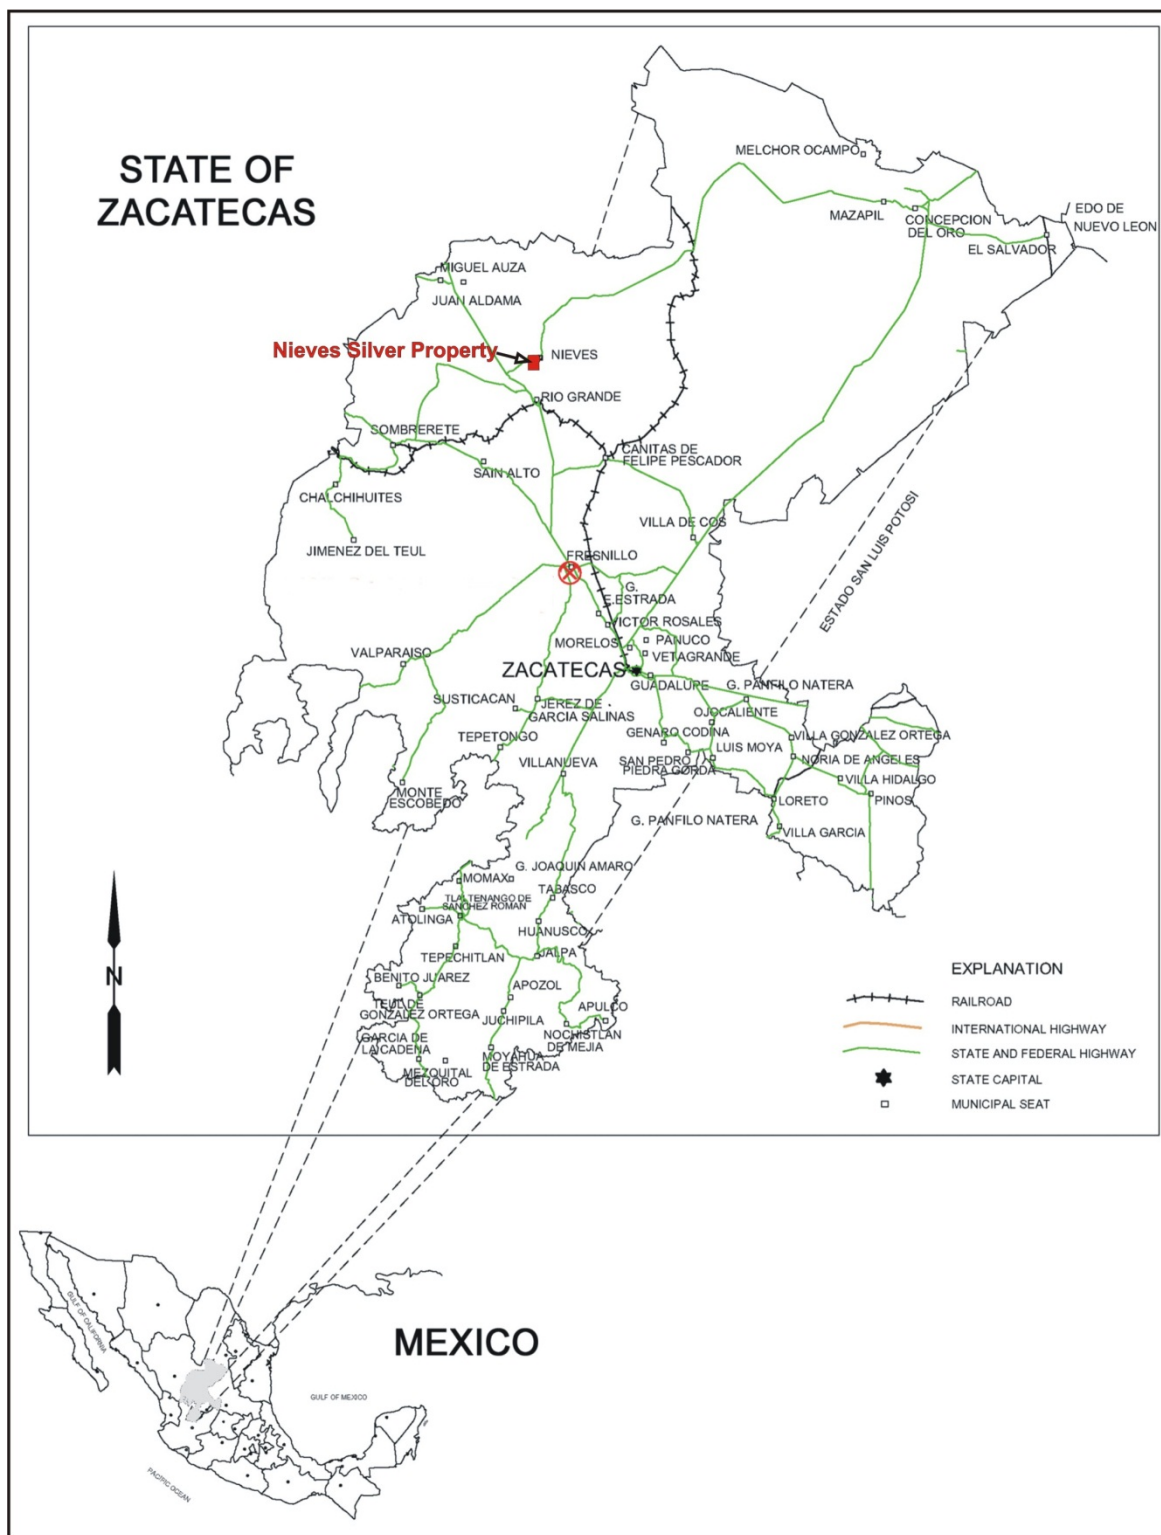 STATE OF
ZACATECAS
MELCHOR OCAMPO
MAZAPIL
CONCEPCION
DEL ORO
EDO DE
NUEVO LEON
EL SALVADOR
MIGUEL AUZA
JUAN ALDAMA
Nieves Silver Property
NIEVES
RIO GRANDE
SOMBRERETE
SAIN ALTO
CANITAS DE
FELIPE PESCADOR
CHALCHIHUITES
VILLA DE COS
JIMENEZ DEL TEUL
ESTADO SAN LUIS POTOSI
FRESNILLO
G.
E.ESTRADA
VICTOR ROSALES
MORELOS
PANUCO
VETAGRANDE
VALPARAISO
ZACATECAS
GUADALUPE
G. PANFILO NATERA
SUSTICACAN
JEREZ DE
GARCIA SALINAS
OJOCALIENTE
TEPETONGO
GENARO CODINA
VILLA GONZALEZ ORTEGA
VILLANUEVA
SAN PEDRO
PIEDRA GORDA
LUIS MOYA
NORIA DE ANGELES
VILLA HIDALGO
MONTE
ESCOBEDO
LORETO
PINOS
G. PANFILO NATERA
VILLA GARCIA
G. JOAQUIN AMARO
MOMAX
TABASCO
TLALTENANGO DE
SANCHEZ ROMAN
ATOLINGA
HUANUSCO
TEPECHITLAN
JALPA
BENITO JUAREZ
APOZOL
TEUL DE
GONZALEZ ORTEGA
JUCHIPILA
APULCO
NOCHISTLAN
DE MEJIA
GARCIA DE
LA CADENA
MOYAHUA
DE ESTRADA
MEZQUITAL
DEL ORO
N
EXPLANATION
RAILROAD
INTERNATIONAL HIGHWAY
STATE AND FEDERAL HIGHWAY
STATE CAPITAL
MUNICIPAL SEAT
MEXICO
GULF OF CALIFORNIA
GULF OF MEXICO
PACIFIC OCEAN